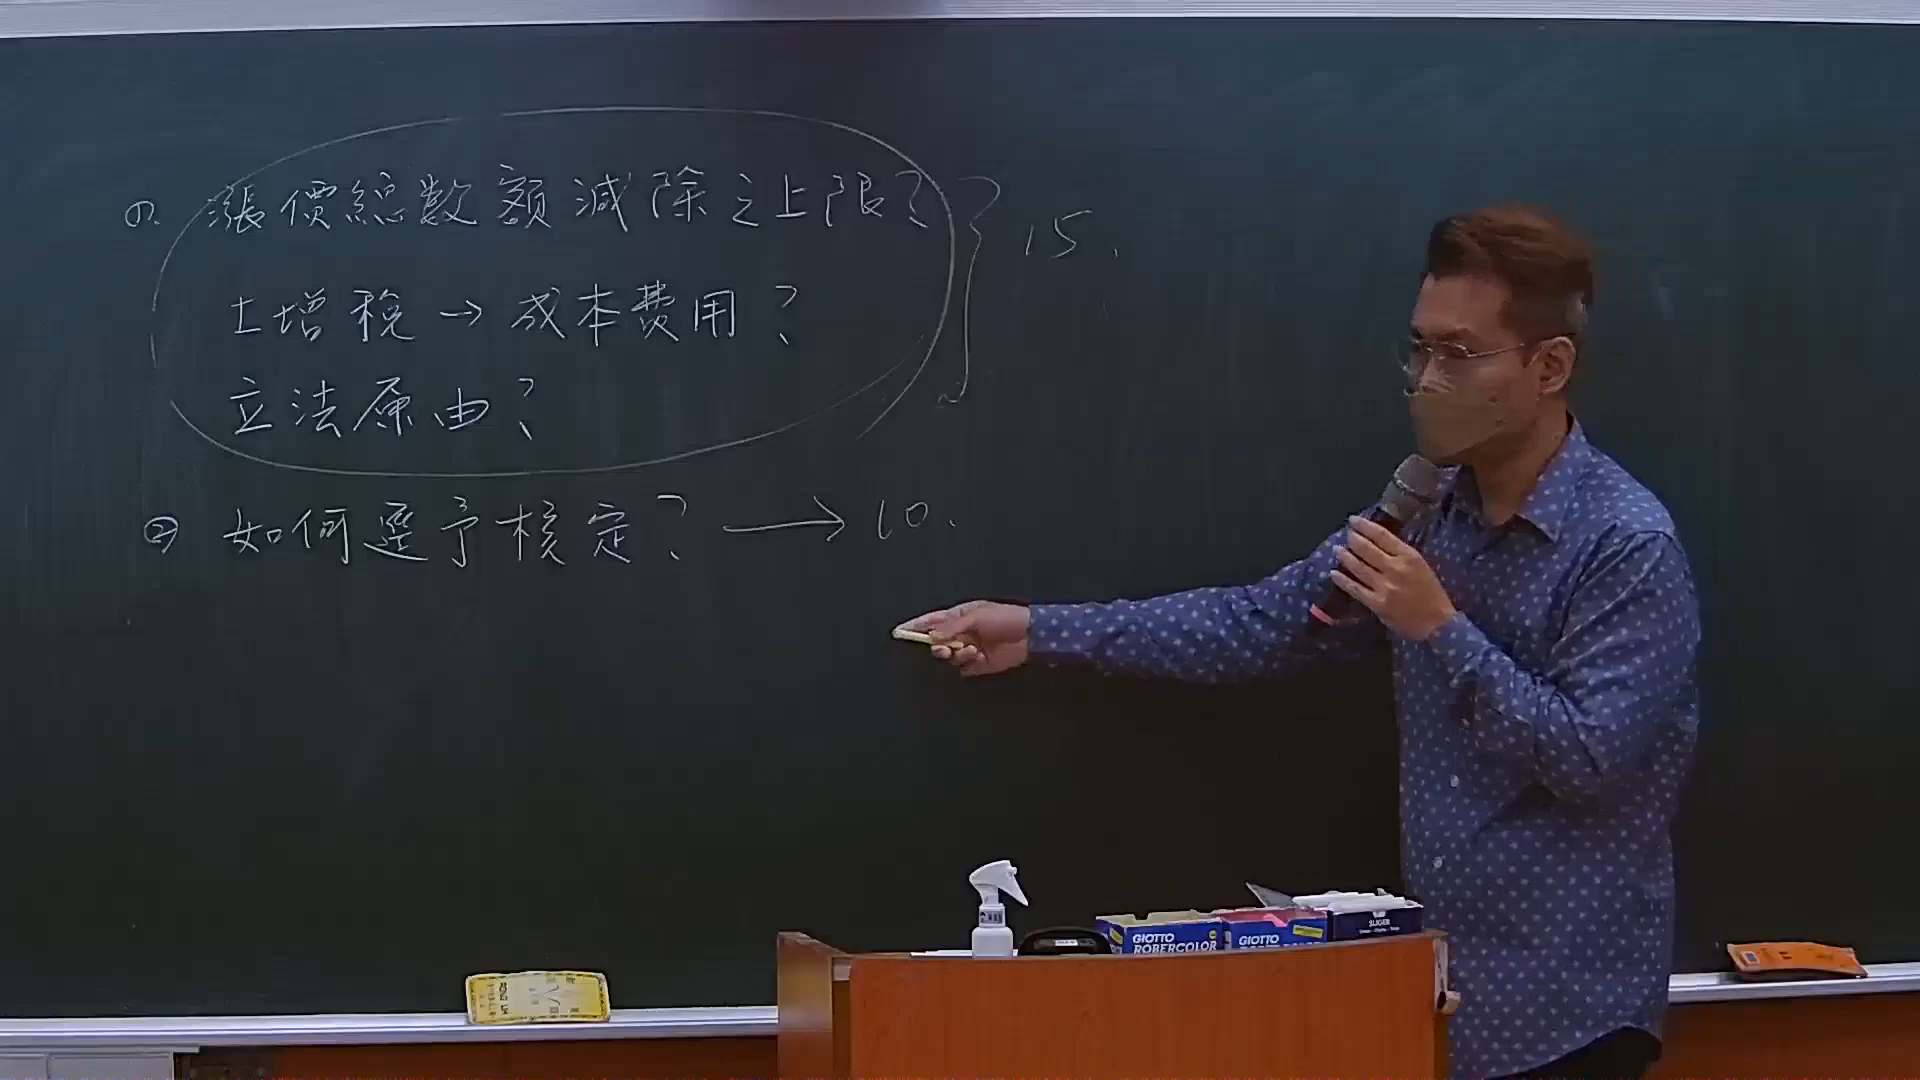 (1). 漲價總數額減除之上限? } 15.
土增稅→成本費用?
立法原由?
(2) 如何逕予核定? → 10.
GIOTTO
ROBERCOLOR
GIOTTO